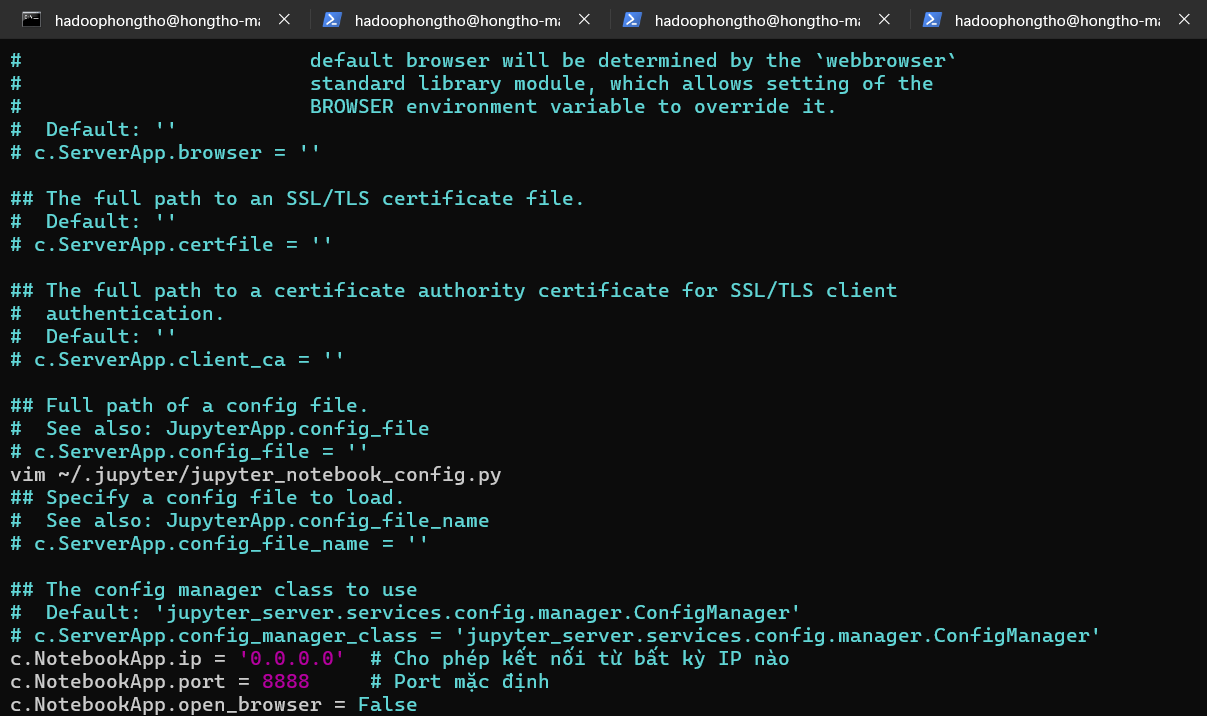 hadoophongtho@hongtho-ma
hadoophongtho@hongtho-ma
hadoophongtho@hongtho-ma
hadoophongtho@hongtho-ma
#                        default browser will be determined by the `webbrowser`
#                        standard library module, which allows setting of the
#                        BROWSER environment variable to override it.
#  Default: ''
# c.ServerApp.browser = ''
## The full path to an SSL/TLS certificate file.
#  Default: ''
# c.ServerApp.certfile = ''
## The full path to a certificate authority certificate for SSL/TLS client
#  authentication.
#  Default: ''
# c.ServerApp.client_ca = ''
## Full path of a config file.
#  See also: JupyterApp.config_file
# c.ServerApp.config_file = ''
vim ~/.jupyter/jupyter_notebook_config.py
## Specify a config file to load.
#  See also: JupyterApp.config_file_name
# c.ServerApp.config_file_name = ''
## The config manager class to use
#  Default: 'jupyter_server.services.config.manager.ConfigManager'
# c.ServerApp.config_manager_class = 'jupyter_server.services.config.manager.ConfigManager'
c.NotebookApp.ip = '0.0.0.0'  # Cho phép kết nối từ bất kỳ IP nào
c.NotebookApp.port = 8888     # Port mặc định
c.NotebookApp.open_browser = False